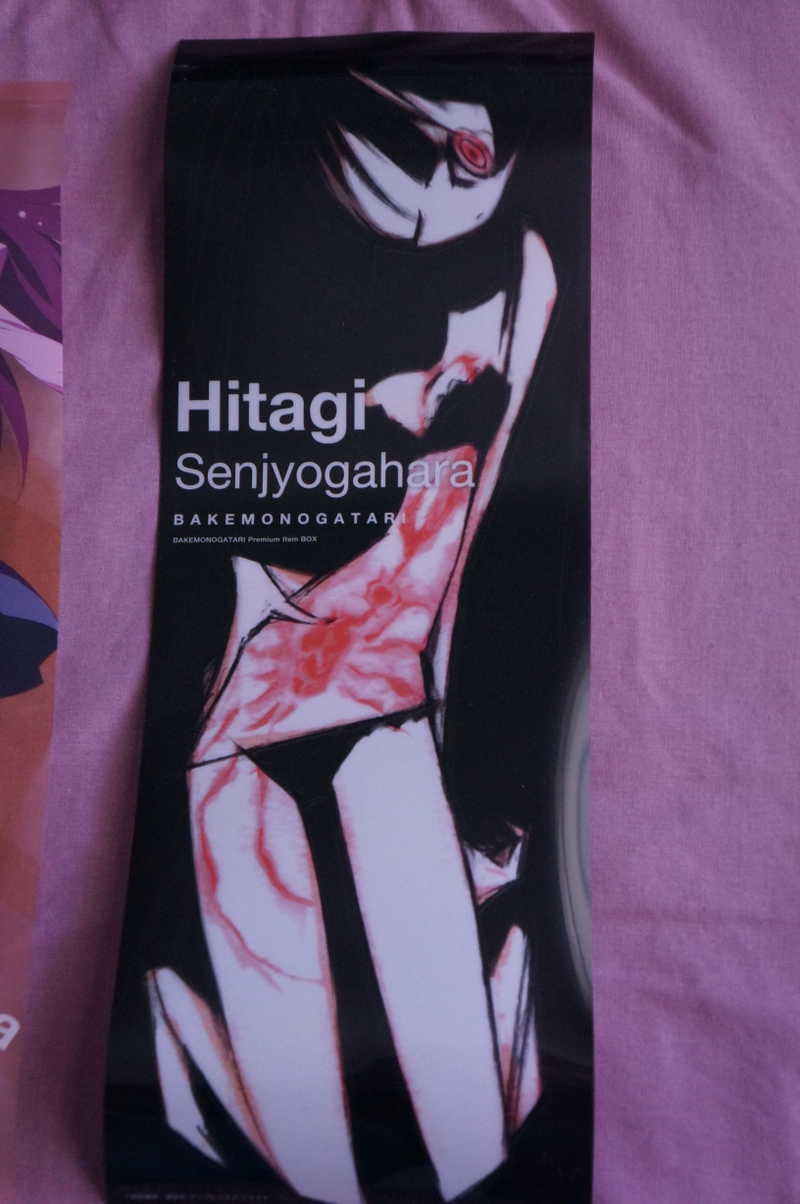 Hitagi
Senjyogahara
BAKEMONOGATARI
BAKEMONOGATARI Premium Item BOX
a